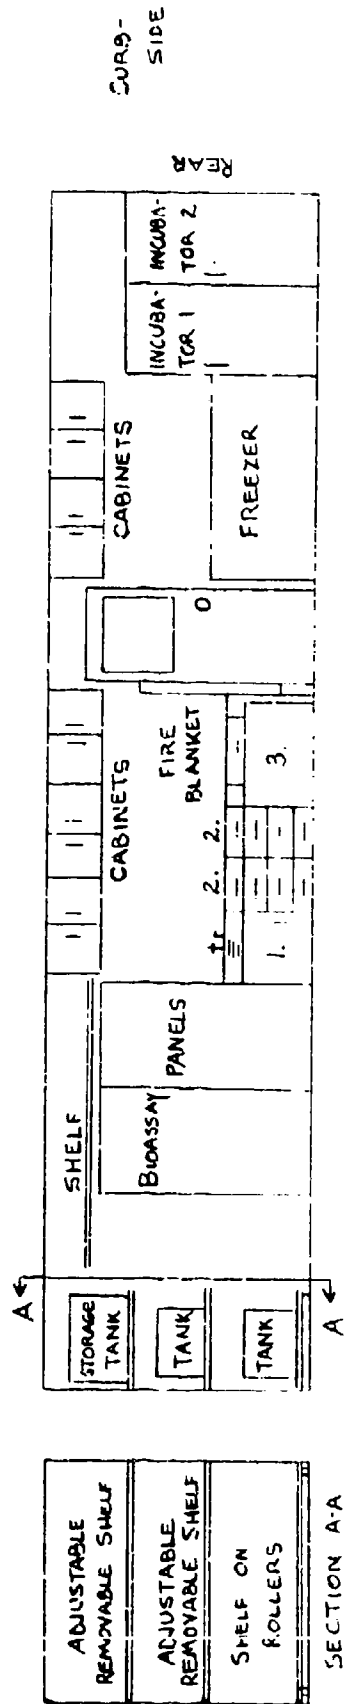 CURB-
SIDE
REAR
INCUBA-
TOR 1
INCUBA-
TOR 2
CABINETS
FREEZER
CABINETS
FIRE
BLANKET
tr 2. 2.
1. 3.
SHELF
BIOASSAY
PANELS
A
STORAGE
TANK
TANK
TANK
A
ADJUSTABLE
REMOVABLE SHELF
ADJUSTABLE
REMOVABLE SHELF
SHELF ON
ROLLERS
SECTION A-A